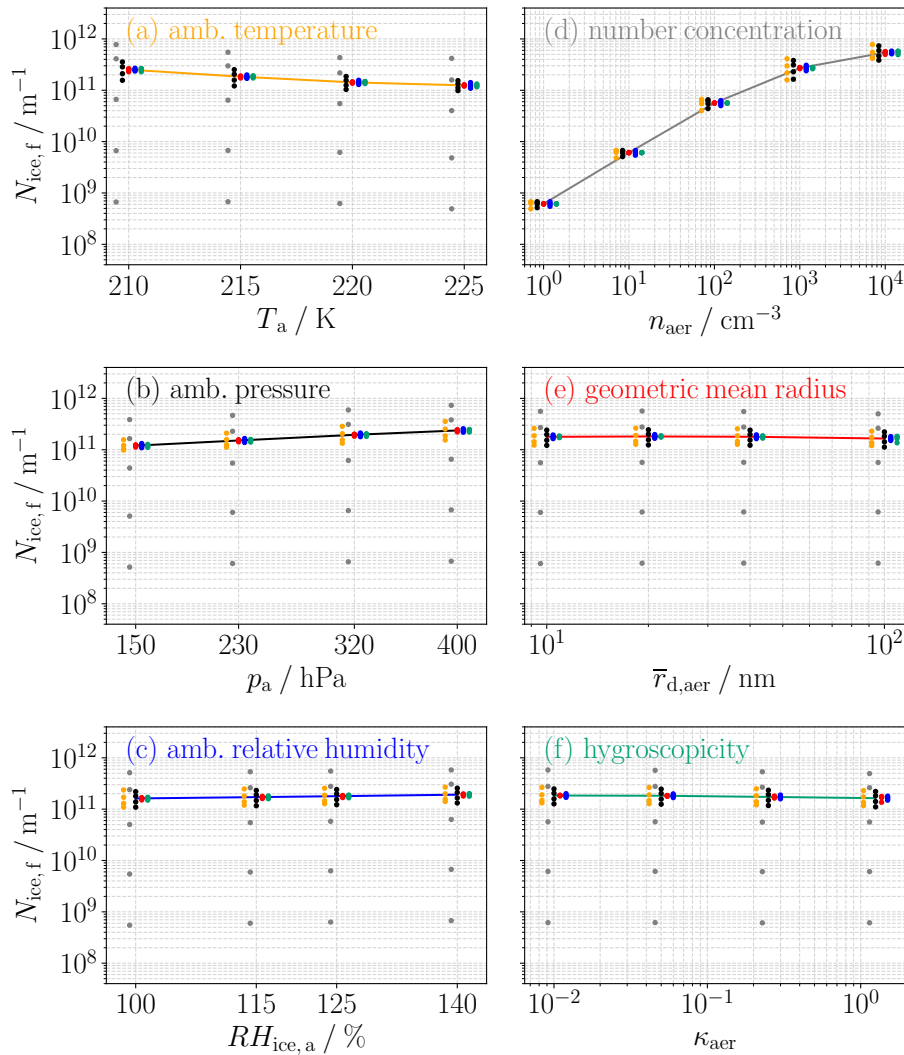 (a) amb. temperature
10¹² 10¹¹ 10¹⁰ 10⁹ 10⁸
N_ice, f / m⁻¹
210 215 220 225
T_a / K
(d) number concentration
10⁰ 10¹ 10² 10³ 10⁴
n_aer / cm⁻³
(b) amb. pressure
10¹² 10¹¹ 10¹⁰ 10⁹ 10⁸
N_ice, f / m⁻¹
150 230 320 400
p_a / hPa
(e) geometric mean radius
10¹ 10²
r̅_d,aer / nm
(c) amb. relative humidity
10¹² 10¹¹ 10¹⁰ 10⁹ 10⁸
N_ice, f / m⁻¹
100 115 125 140
RH_ice, a / %
(f) hygroscopicity
10⁻² 10⁻¹ 10⁰
κ_aer